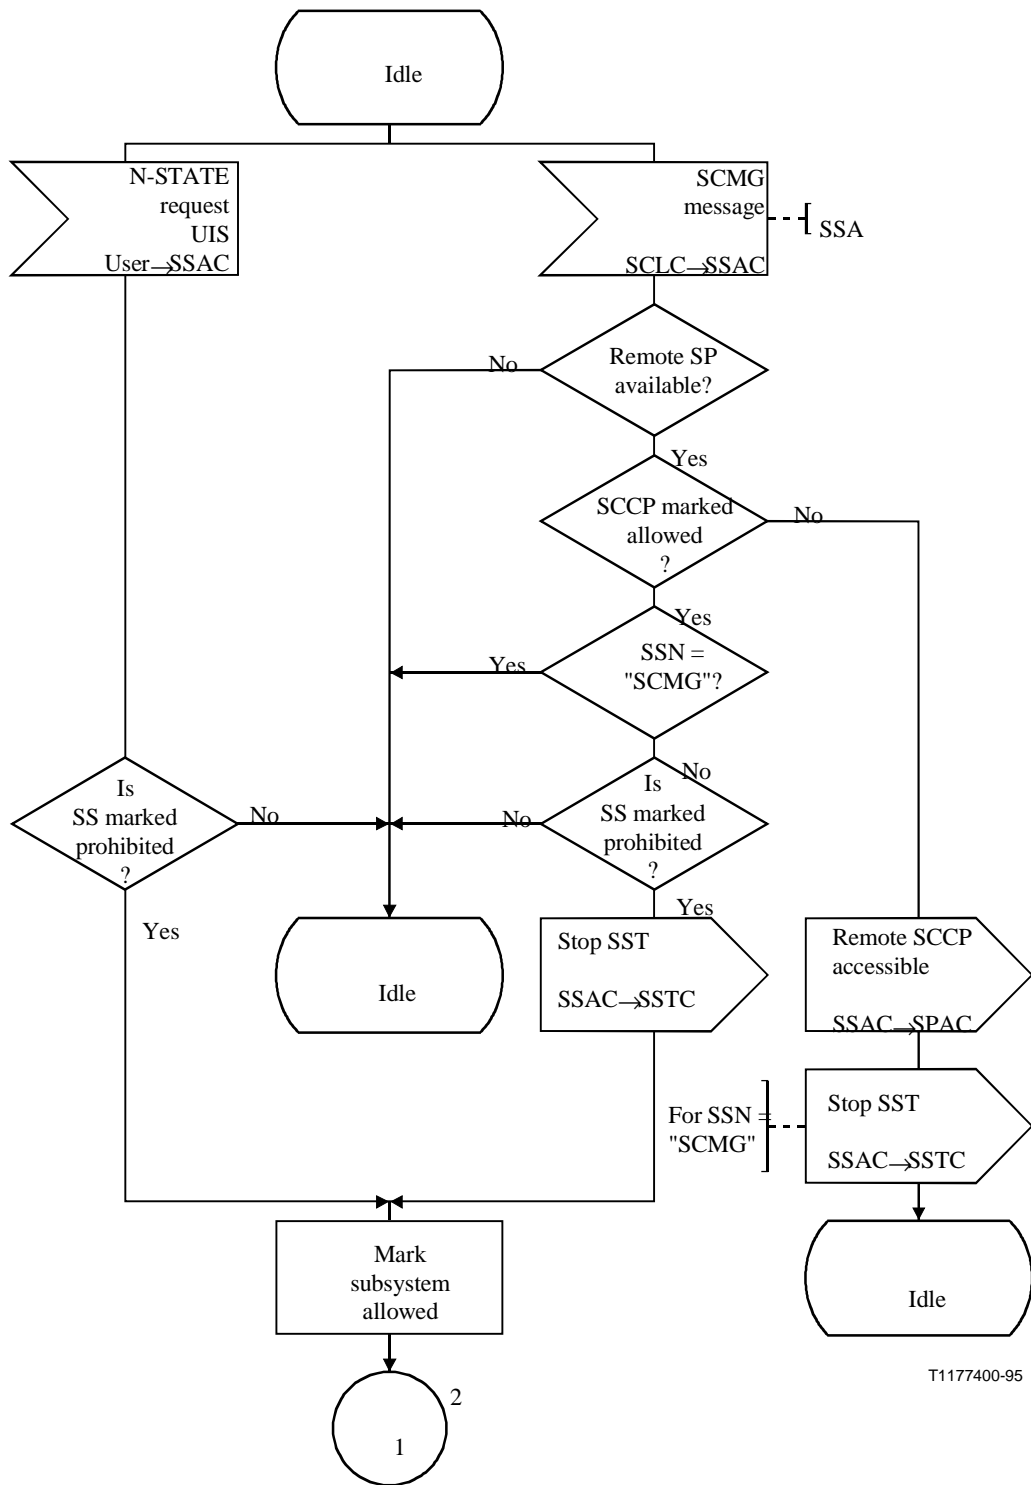 Idle
N-STATE
request
UIS
User→SSAC
SCMG
message
SCLC→SSAC
SSA
Remote SP
available?
No
Yes
SCCP marked
allowed
?
No
Yes
SSN =
"SCMG"?
Yes
No
Is
SS marked
prohibited
?
No
Yes
Is
SS marked
prohibited
?
No
Yes
Idle
Stop SST
SSAC→SSTC
Remote SCCP
accessible
SSAC→SPAC
For SSN =
"SCMG"
Stop SST
SSAC→SSTC
Mark
subsystem
allowed
Idle
T1177400-95
2
1